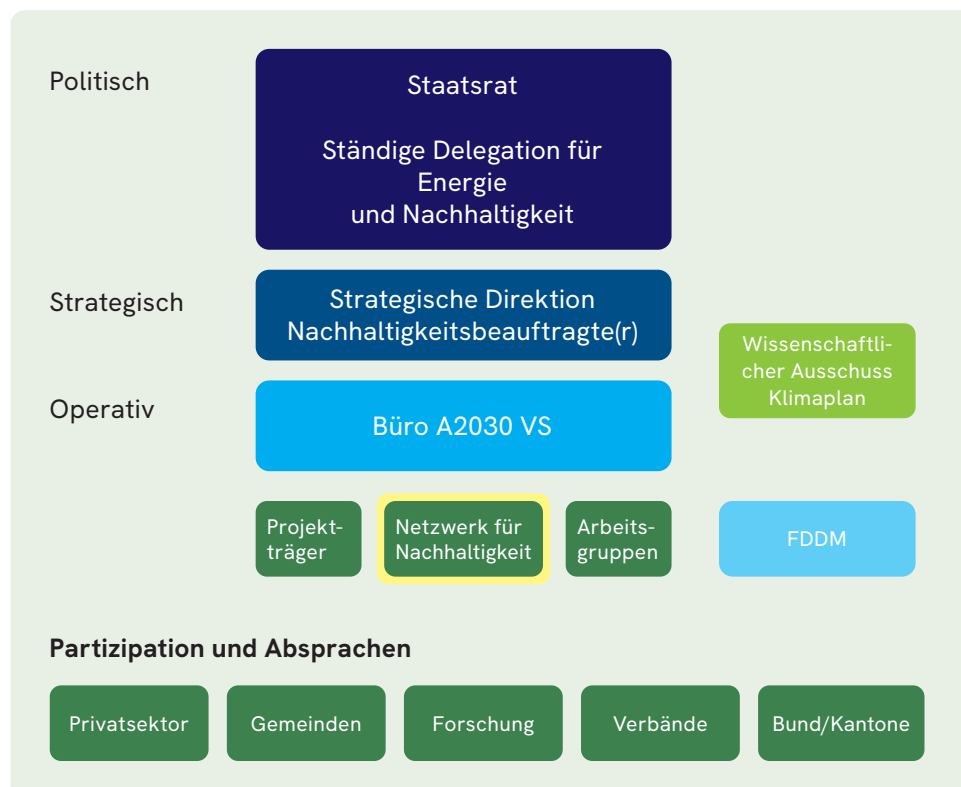 Politisch
Staatsrat
Ständige Delegation für
Energie
und Nachhaltigkeit
Strategisch
Strategische Direktion
Nachhaltigkeitsbeauftragte(r)
Wissenschaftli-
cher Ausschuss
Klimaplan
Operativ
Büro A2030 VS
Projekt-
träger
Netzwerk für
Nachhaltigkeit
Arbeits-
gruppen
FDDM
Partizipation und Absprachen
Privatsektor
Gemeinden
Forschung
Verbände
Bund/Kantone